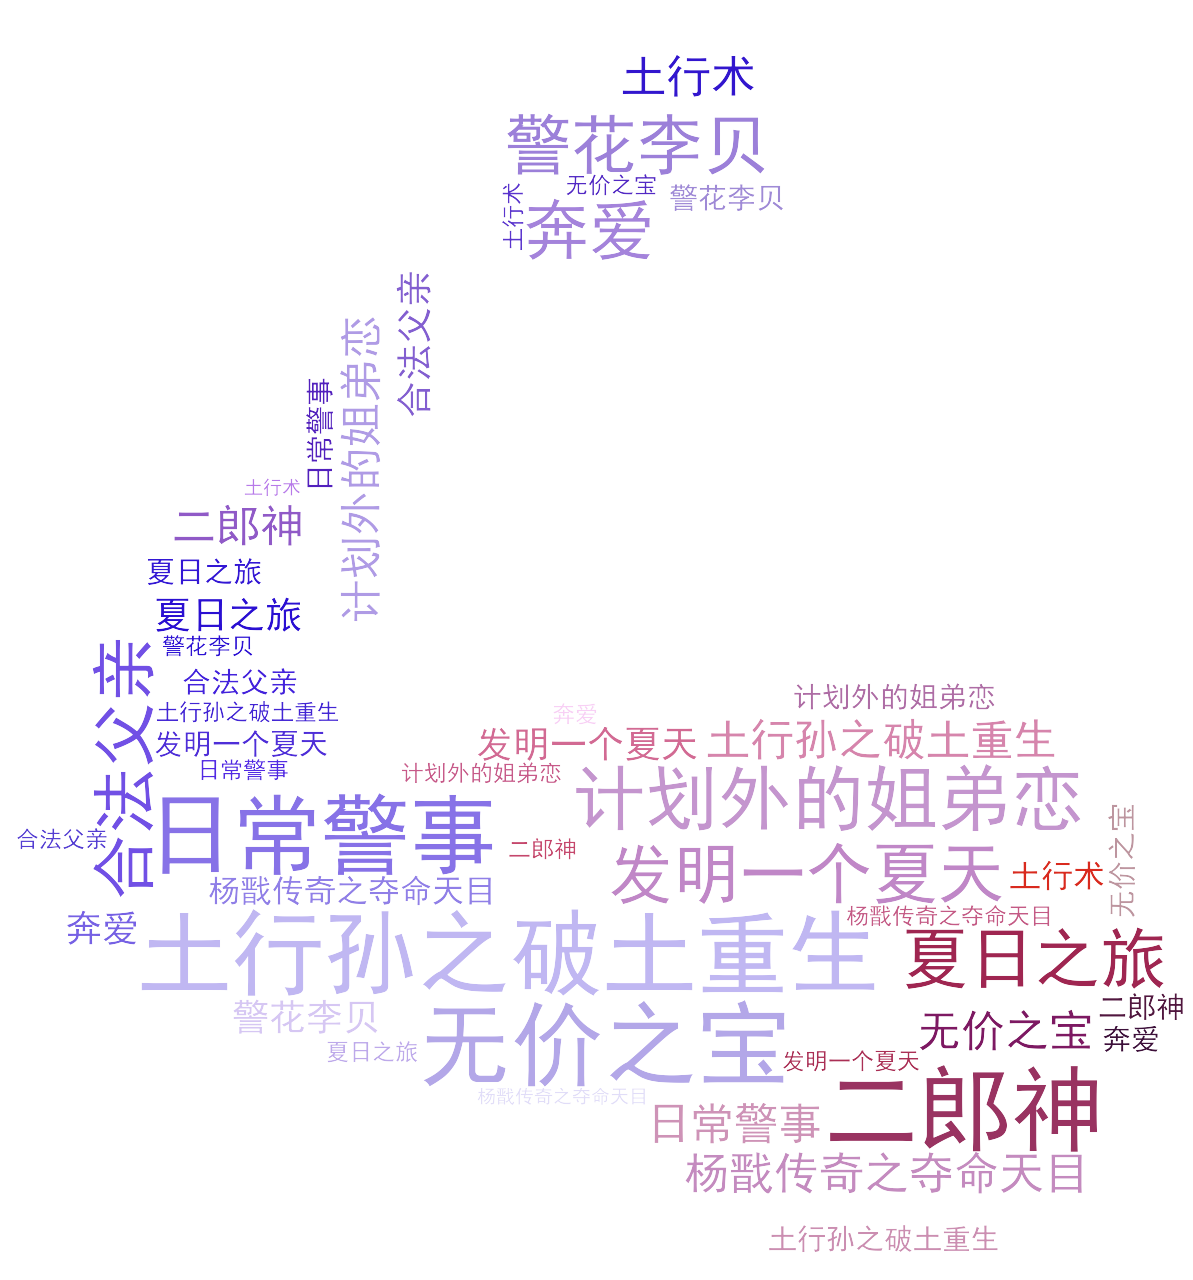 土行术
警花李贝
无价之宝
警花李贝
土行术
奔爱
合法父亲
计划外的姐弟恋
日常警事
土行术
二郎神
夏日之旅
夏日之旅
警花李贝
合法父亲
合法父亲
土行孙之破土重生
发明一个夏天
日常警事
计划外的姐弟恋
奔爱
发明一个夏天
土行孙之破土重生
计划外的姐弟恋
计划外的姐弟恋
日常警事
合法父亲
二郎神
发明一个夏天
土行术
无价之宝
杨戬传奇之夺命天目
杨戬传奇之夺命天目
奔爱
土行孙之破土重生
夏日之旅
警花李贝
无价之宝
二郎神
无价之宝
奔爱
夏日之旅
发明一个夏天
杨戬传奇之夺命天目
二郎神
日常警事
杨戬传奇之夺命天目
土行孙之破土重生